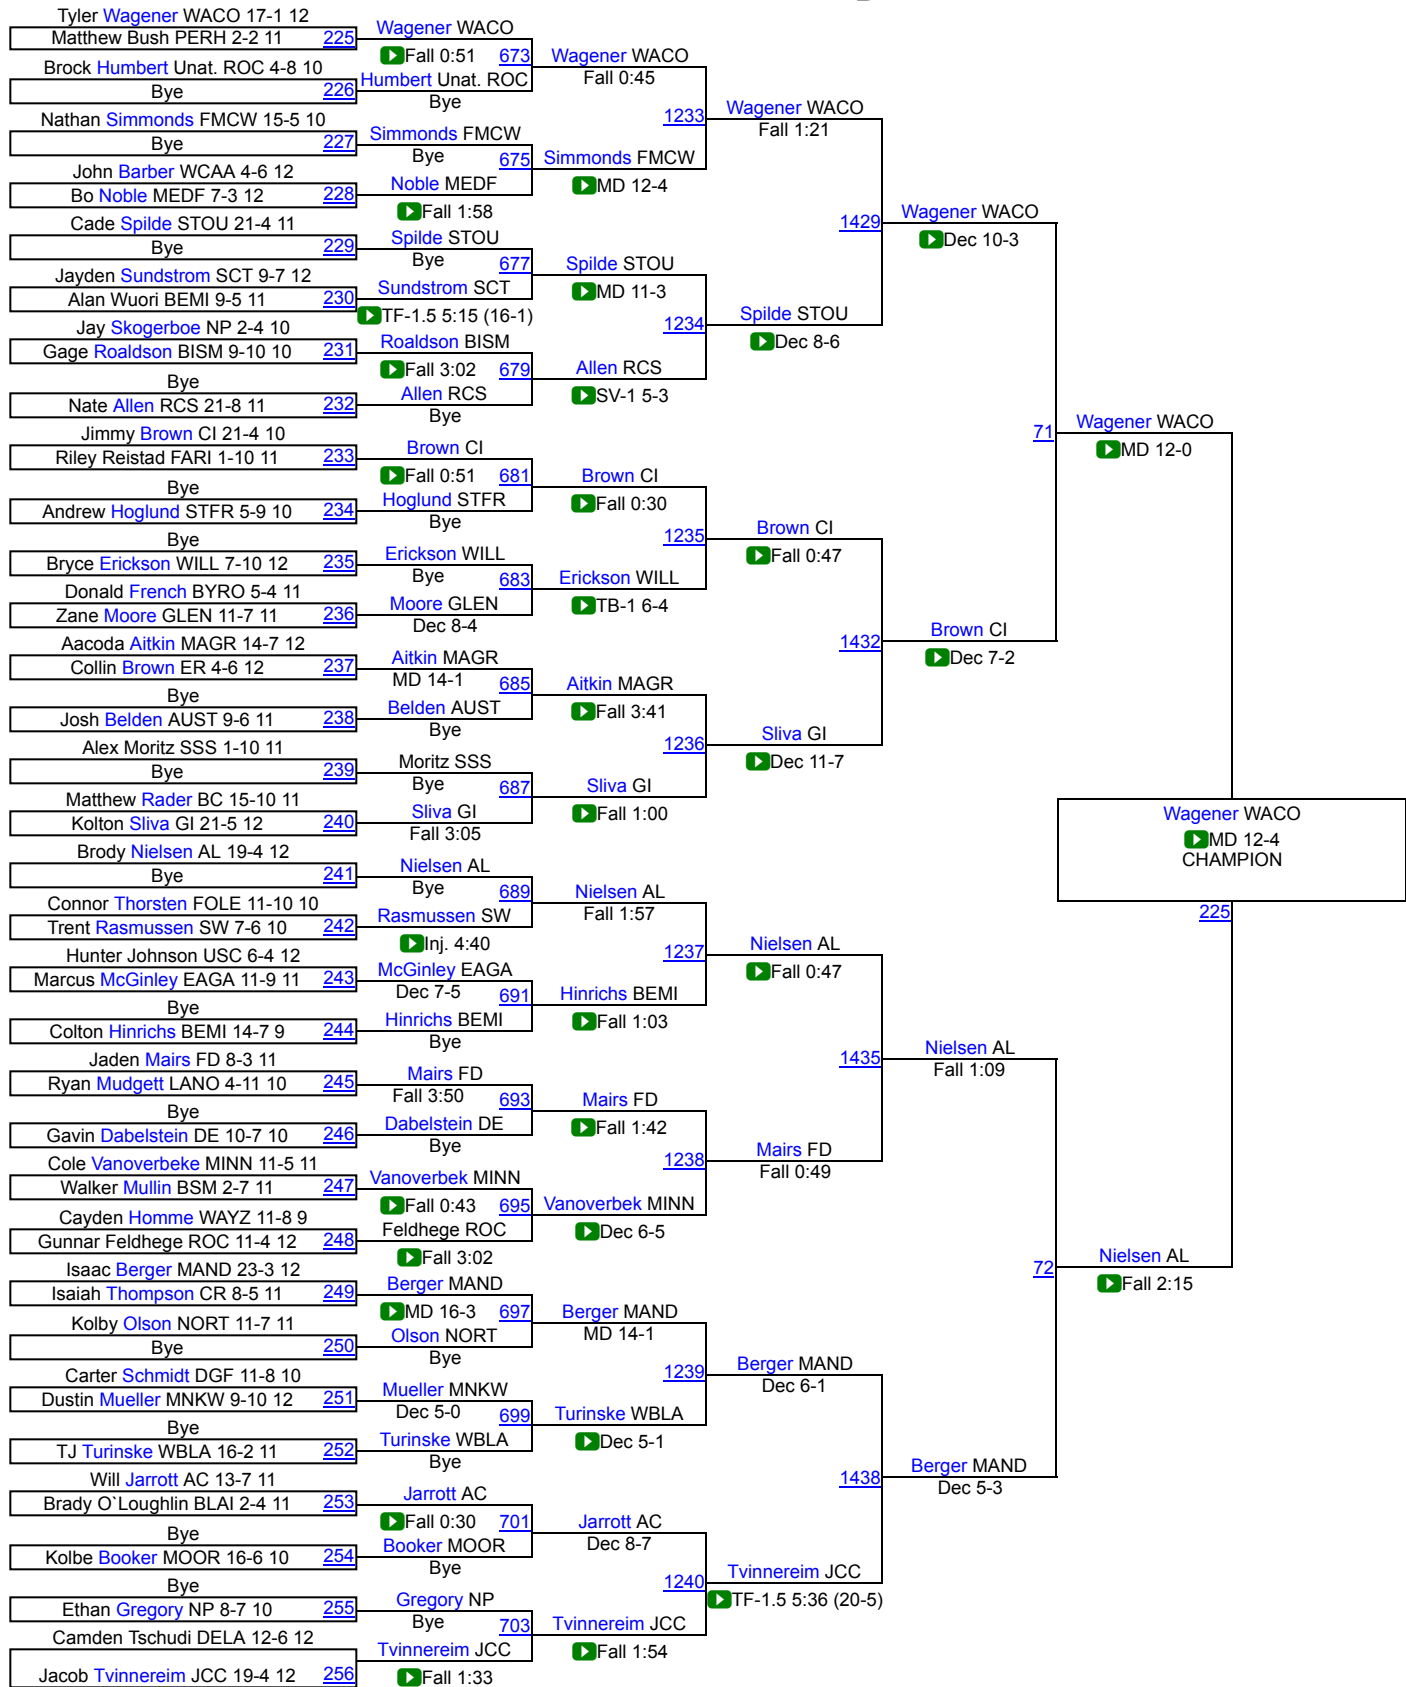 Tyler Wagener WACO 17-1 12
Matthew Bush PERH 2-2 11 225
Brock Humbert Unat. ROC 4-8 10
Bye 226
Nathan Simmonds FMCW 15-5 10
Bye 227
John Barber WCAA 4-6 12
Bo Noble MEDF 7-3 12 228
Cade Spilde STOU 21-4 11
Bye 229
Jayden Sundstrom SCT 9-7 12
Alan Wuori BEMI 9-5 11 230
Jay Skogerboe NP 2-4 10
Gage Roaldson BISM 9-10 10 231
Bye
Nate Allen RCS 21-8 11 232
Jimmy Brown CI 21-4 10
Riley Reistad FARI 1-10 11 233
Bye
Andrew Hoglund STFR 5-9 10 234
Bye
Bryce Erickson WILL 7-10 12 235
Donald French BYRO 5-4 11
Zane Moore GLEN 11-7 11 236
Aacoda Aitkin MAGR 14-7 12
Collin Brown ER 4-6 12 237
Bye
Josh Belden AUST 9-6 11 238
Alex Moritz SSS 1-10 11
Bye 239
Matthew Rader BC 15-10 11
Kolton Sliva GI 21-5 12 240
Brody Nielsen AL 19-4 12
Bye 241
Connor Thorsten FOLE 11-10 10
Trent Rasmussen SW 7-6 10 242
Hunter Johnson USC 6-4 12
Marcus McGinley EAGA 11-9 11 243
Bye
Colton Hinrichs BEMI 14-7 9 244
Jaden Mairs FD 8-3 11
Ryan Mudgett LANO 4-11 10 245
Bye
Gavin Dabelstein DE 10-7 10 246
Cole Vanoverbeke MINN 11-5 11
Walker Mullin BSM 2-7 11 247
Cayden Homme WAYZ 11-8 9
Gunnar Feldhege ROC 11-4 12 248
Isaac Berger MAND 23-3 12
Isaiah Thompson CR 8-5 11 249
Kolby Olson NORT 11-7 11
Bye 250
Carter Schmidt DGF 11-8 10
Dustin Mueller MNKW 9-10 12 251
Bye
TJ Turinske WBLA 16-2 11 252
Will Jarrott AC 13-7 11
Brady O`Loughlin BLAI 2-4 11 253
Bye
Kolbe Booker MOOR 16-6 10 254
Bye
Ethan Gregory NP 8-7 10 255
Camden Tschudi DELA 12-6 12
Jacob Tvinnereim JCC 19-4 12 256
Wagener WACO
Fall 0:51 673
Humbert Unat. ROC
Bye
Simmonds FMCW
Bye 675
Noble MEDF
Fall 1:58
Spilde STOU
Bye 677
Sundstrom SCT
TF-1.5 5:15 (16-1)
Roaldson BISM
Fall 3:02 679
Allen RCS
Bye
Brown CI
Fall 0:51 681
Hoglund STFR
Bye
Erickson WILL
Bye 683
Moore GLEN
Dec 8-4
Aitkin MAGR
MD 14-1 685
Belden AUST
Bye
Moritz SSS
Bye 687
Sliva GI
Fall 3:05
Nielsen AL
Bye 689
Rasmussen SW
Inj. 4:40
McGinley EAGA
Dec 7-5 691
Hinrichs BEMI
Bye
Mairs FD
Fall 3:50 693
Dabelstein DE
Bye
Vanoverbek MINN
Fall 0:43 695
Feldhege ROC
Fall 3:02
Berger MAND
MD 16-3 697
Olson NORT
Bye
Mueller MNKW
Dec 5-0 699
Turinske WBLA
Bye
Jarrott AC
Fall 0:30 701
Booker MOOR
Bye
Gregory NP
Bye 703
Tvinnereim JCC
Fall 1:33
Wagener WACO
Fall 0:45
1233
Simmonds FMCW
MD 12-4
Spilde STOU
MD 11-3
1234
Allen RCS
SV-1 5-3
Brown CI
Fall 0:30
1235
Erickson WILL
TB-1 6-4
Aitkin MAGR
Fall 3:41
1236
Sliva GI
Fall 1:00
Nielsen AL
Fall 1:57
1237
Hinrichs BEMI
Fall 1:03
Mairs FD
Fall 1:42
1238
Vanoverbek MINN
Dec 6-5
Berger MAND
MD 14-1
1239
Turinske WBLA
Dec 5-1
Jarrott AC
Dec 8-7
1240
Tvinnereim JCC
Fall 1:54
Wagener WACO
Fall 1:21
1429
Spilde STOU
Dec 8-6
Brown CI
Fall 0:47
1432
Sliva GI
Dec 11-7
Nielsen AL
Fall 0:47
1435
Mairs FD
Fall 0:49
Berger MAND
Dec 6-1
1438
Tvinnereim JCC
TF-1.5 5:36 (20-5)
Wagener WACO
Dec 10-3
71
Brown CI
Dec 7-2
Nielsen AL
Fall 1:09
72
Berger MAND
Dec 5-3
Wagener WACO
MD 12-0
Nielsen AL
Fall 2:15
Wagener WACO
MD 12-4
CHAMPION
225